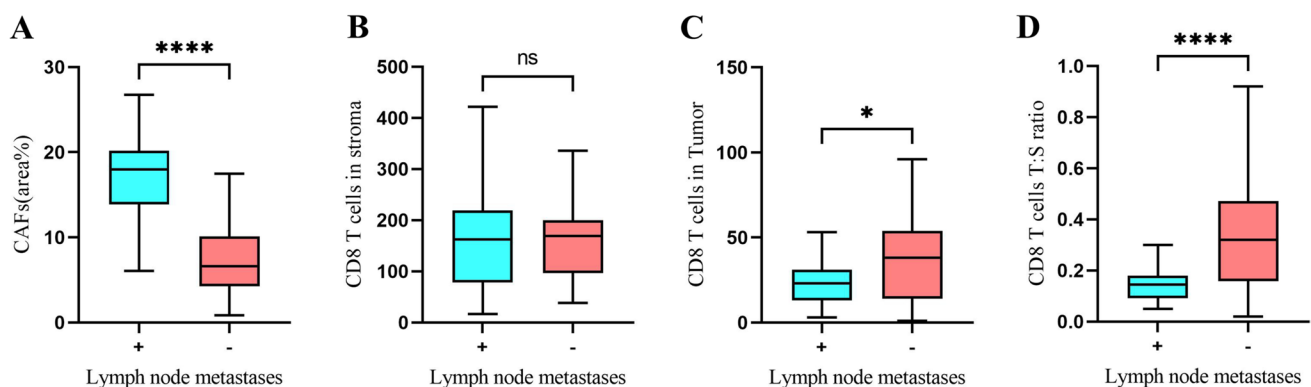 A
****
30
20
10
0
CAFs(area%)
+
-
Lymph node metastases
B
ns
500
400
300
200
100
0
CD8 T cells in stroma
+
-
Lymph node metastases
C
*
150
100
50
0
CD8 T cells in Tumor
+
-
Lymph node metastases
D
****
1.0
0.8
0.6
0.4
0.2
0.0
CD8 T cells T:S ratio
+
-
Lymph node metastases